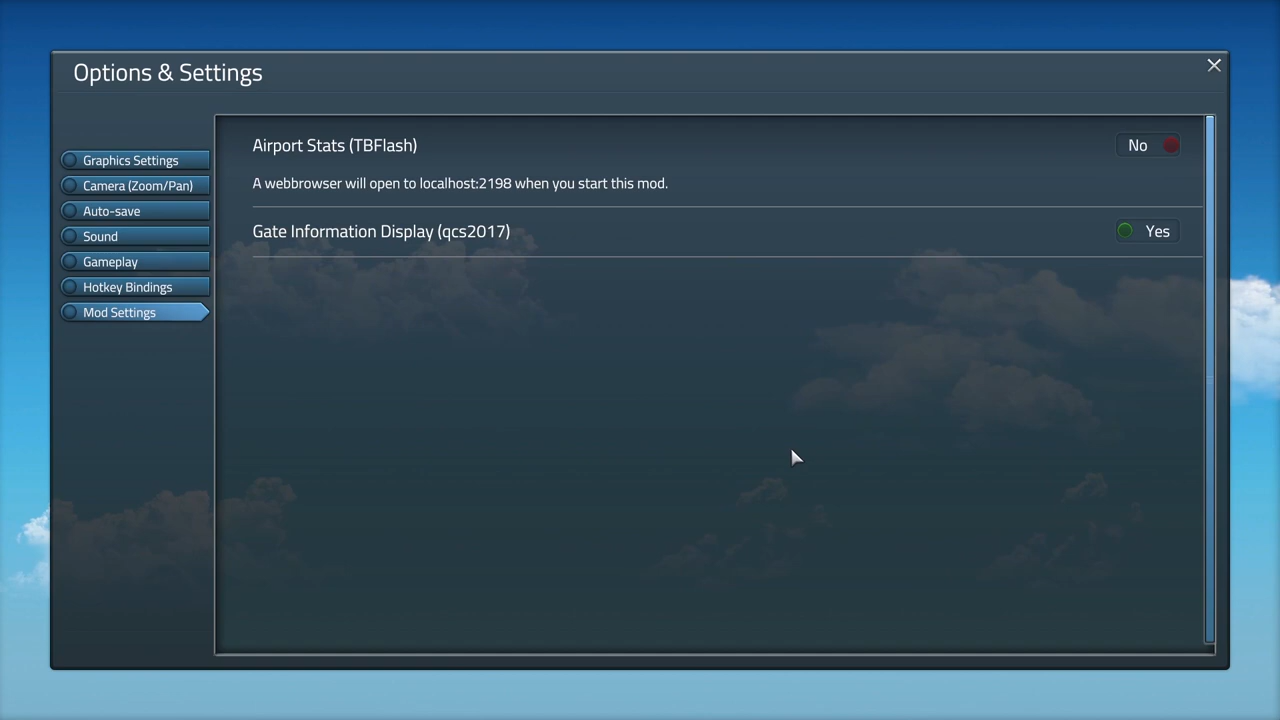 Options & Settings
Graphics Settings
Camera (Zoom/Pan)
Auto-save
Sound
Gameplay
Hotkey Bindings
Mod Settings
Airport Stats (TBFlash)
No
A webbrowser will open to localhost:2198 when you start this mod.
Gate Information Display (qcs2017)
Yes